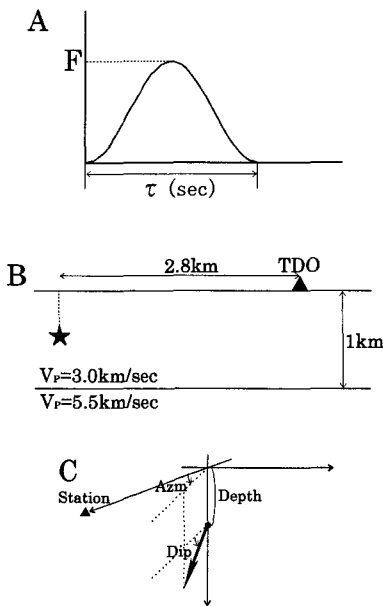 A
F
τ (sec)
B
2.8km
TDO
1km
Vₚ=3.0km/sec
Vₚ=5.5km/sec
C
Azm
Station
Depth
Dip